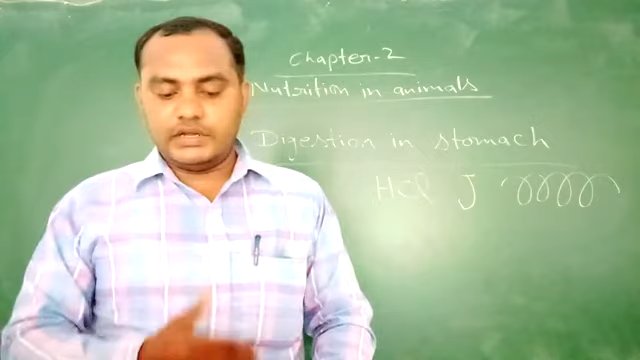 Chapter-2
Nutrition in animals
Digestion in stomach
Hcl J